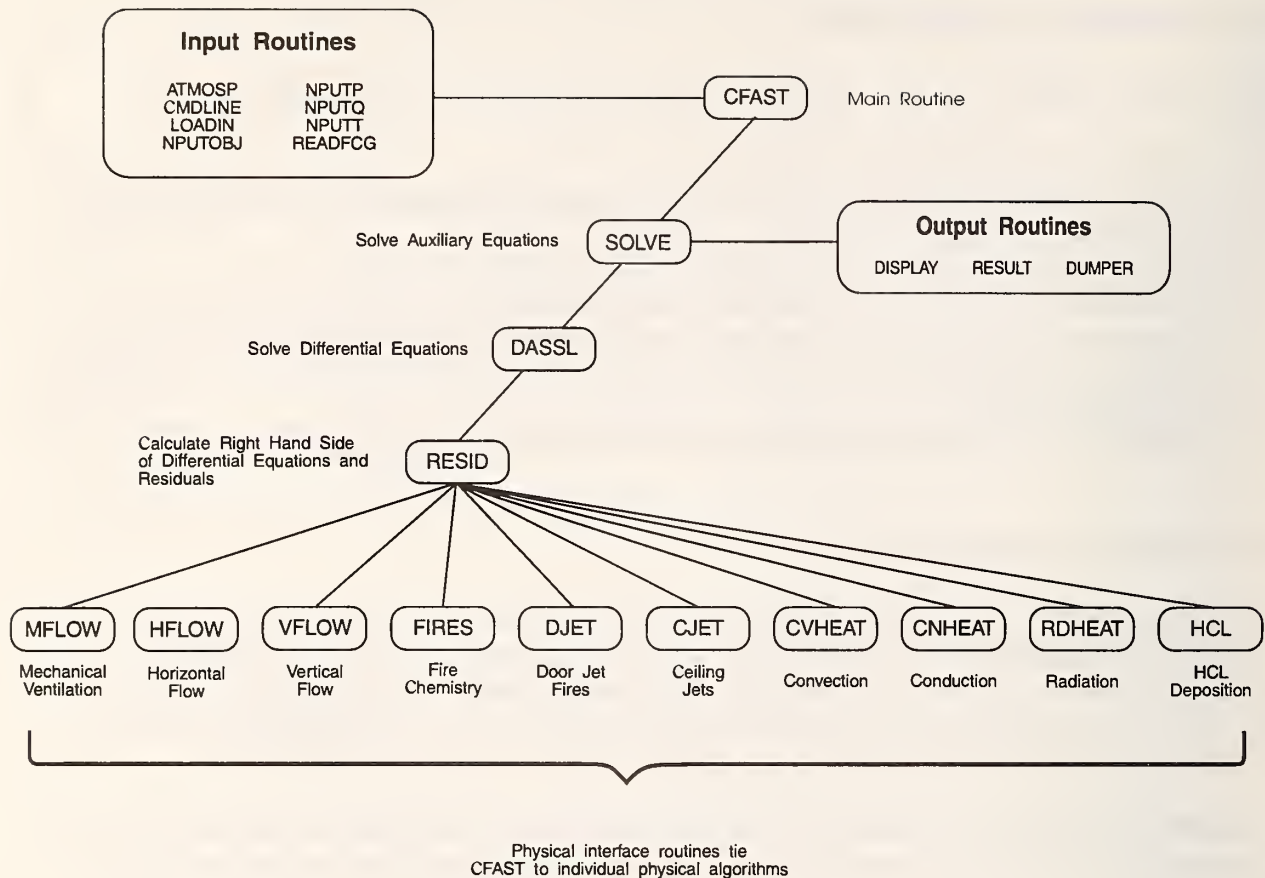 Input Routines
ATMOSP NPUTP
CMDLINE NPUTQ
LOADIN NPUTT
NPUTOBJ READFCG
CFAST Main Routine
Solve Auxiliary Equations SOLVE
Output Routines
DISPLAY RESULT DUMPER
Solve Differential Equations DASSL
Calculate Right Hand Side
of Differential Equations and
Residuals
RESID
MFLOW HFLOW VFLOW FIRES DJET CJET CVHEAT CNHEAT RDHEAT HCL
Mechanical
Ventilation
Horizontal
Flow
Vertical
Flow
Fire
Chemistry
Door Jet
Fires
Ceiling
Jets
Convection
Conduction
Radiation
HCL
Deposition
Physical interface routines tie
CFAST to individual physical algorithms